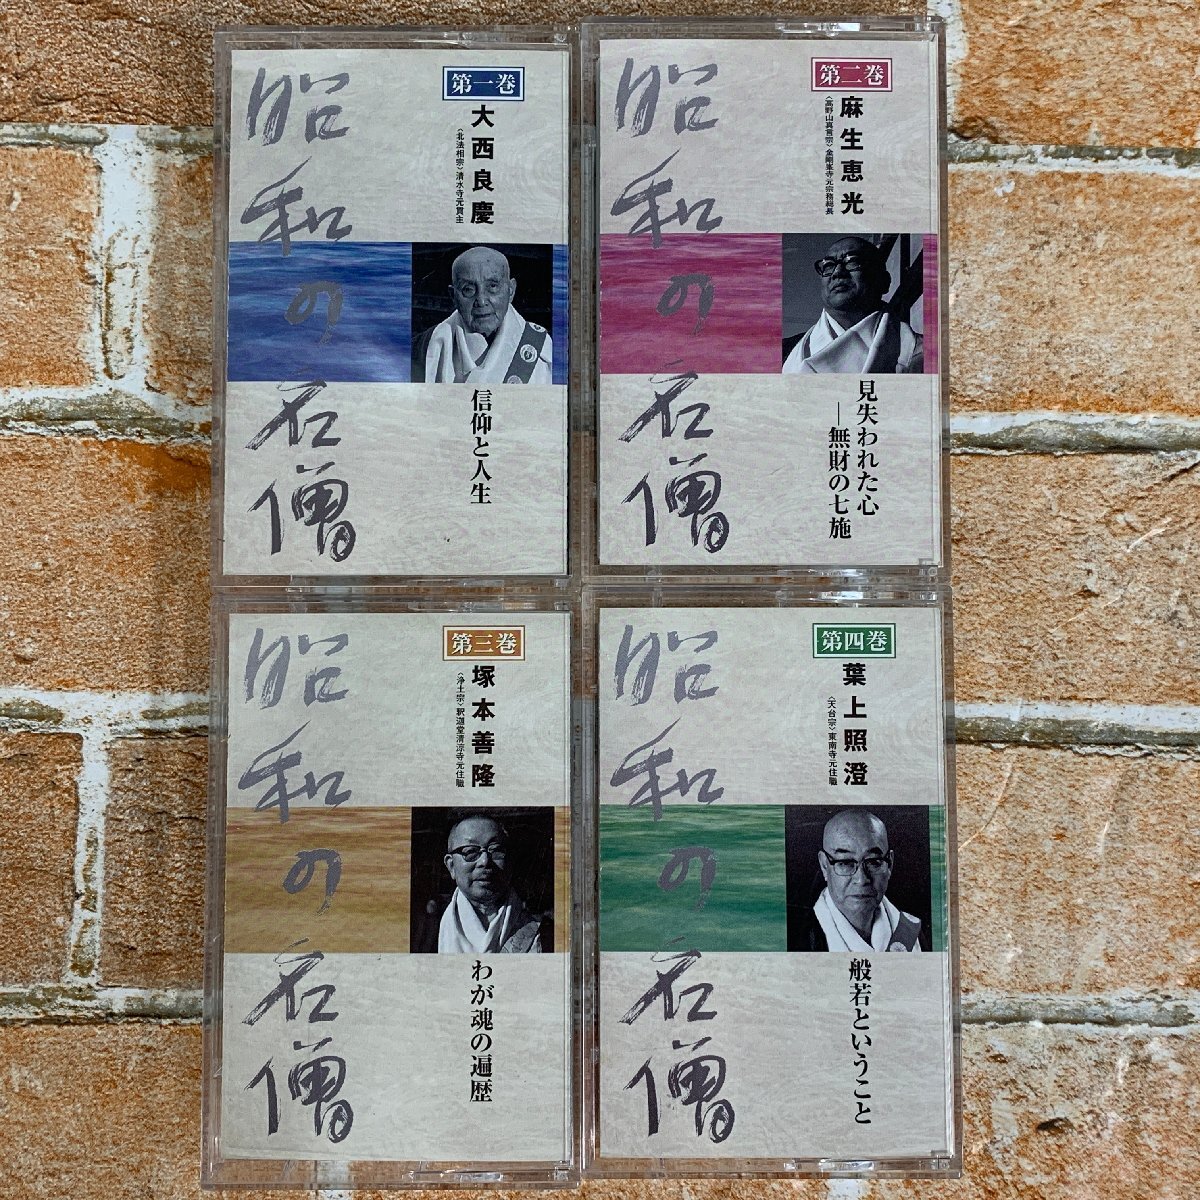 昭和の名僧
第一巻
大西良慶
〈北法相宗〉清水寺元貫主
信仰と人生
昭和の名僧
第二巻
麻生恵光
〈高野山真言宗〉金剛峯寺元宗務総長
見失われた心
―無財の七施
昭和の名僧
第三巻
塚本善隆
〈浄土宗〉釈迦堂清凉寺元住職
わが魂の遍歴
昭和の名僧
第四巻
葉上照澄
〈天台宗〉東南寺元住職
般若ということ